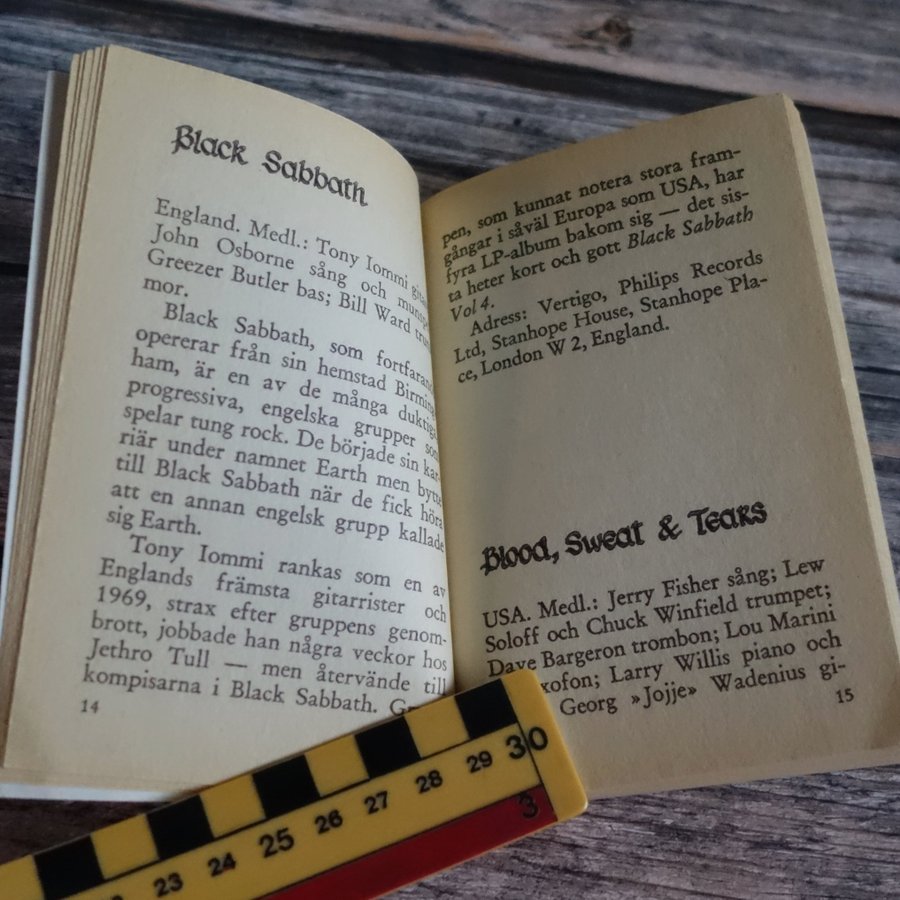 Black Sabbath
England. Medl.: Tony Iommi
John Osborne sång och
Greezer Butler bas; Bill Ward
mor.
Black Sabbath, som
opererar från sin hemstad Birming
ham, är en av de många
progressiva, engelska grupper
spelar tung rock. De började sin kar-
riär under namnet Earth men
till Black Sabbath när de fick höra
att en annan engelsk grupp kallade
sig Earth.
Tony Iommi rankas som en av
Englands främsta gitarrister och
1969, strax efter gruppens genom-
brott, jobbade han några veckor hos
Jethro Tull — men återvände till
kompisarna i Black Sabbath.
14
pen, som kunnat notera stora fram-
gångar i såväl Europa som USA, har
fyra LP-album bakom sig — det sis-
ta heter kort och gott Black Sabbath
Vol 4.
Adress: Vertigo, Philips Records
Ltd, Stanhope House, Stanhope Pla-
ce, London W 2, England.
Blood, Sweat & Tears
USA. Medl.: Jerry Fisher sång; Lew
Soloff och Chuck Winfield trumpet;
Dave Bargeron trombon; Lou Marini
Larry Willis piano och
Georg »Jojje» Wadenius gi-
15
23 24 25 26 27 28 29 30
3